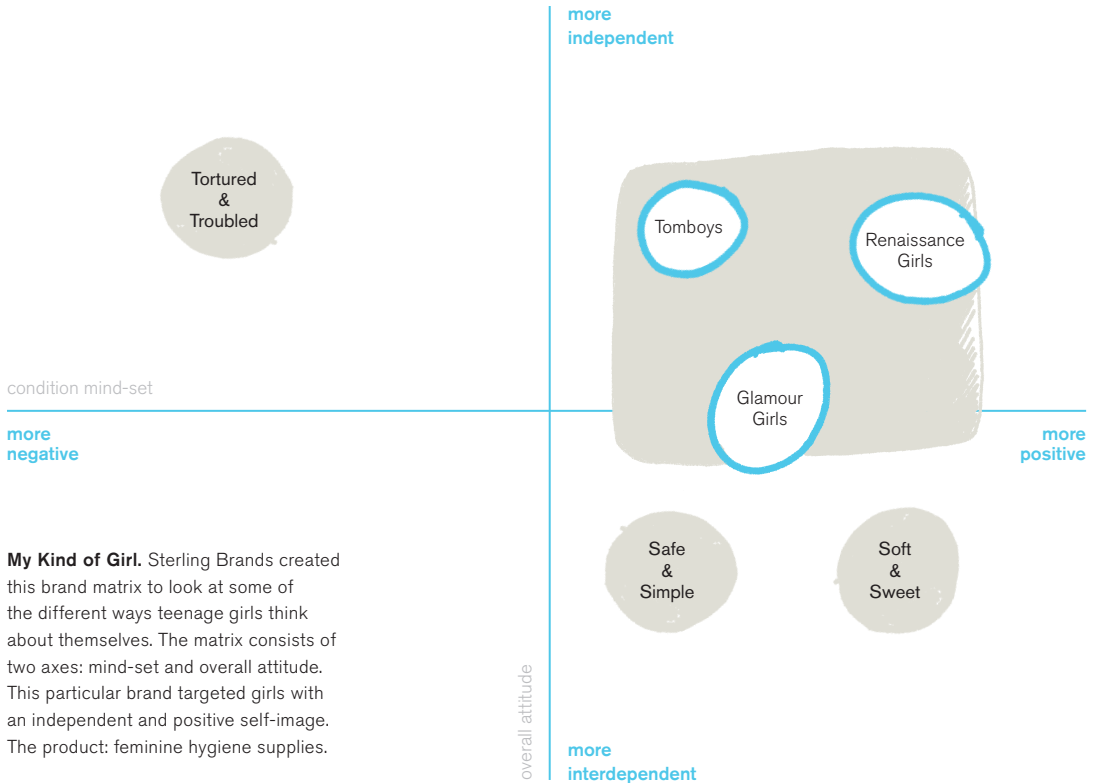 more
independent
Tortured
&
Troubled
Tomboys
Renaissance
Girls
condition mind-set
Glamour
Girls
more
negative
more
positive
My Kind of Girl. Sterling Brands created
this brand matrix to look at some of
the different ways teenage girls think
about themselves. The matrix consists of
two axes: mind-set and overall attitude.
This particular brand targeted girls with
an independent and positive self-image.
The product: feminine hygiene supplies.
Safe
&
Simple
Soft
&
Sweet
overall attitude
more
interdependent